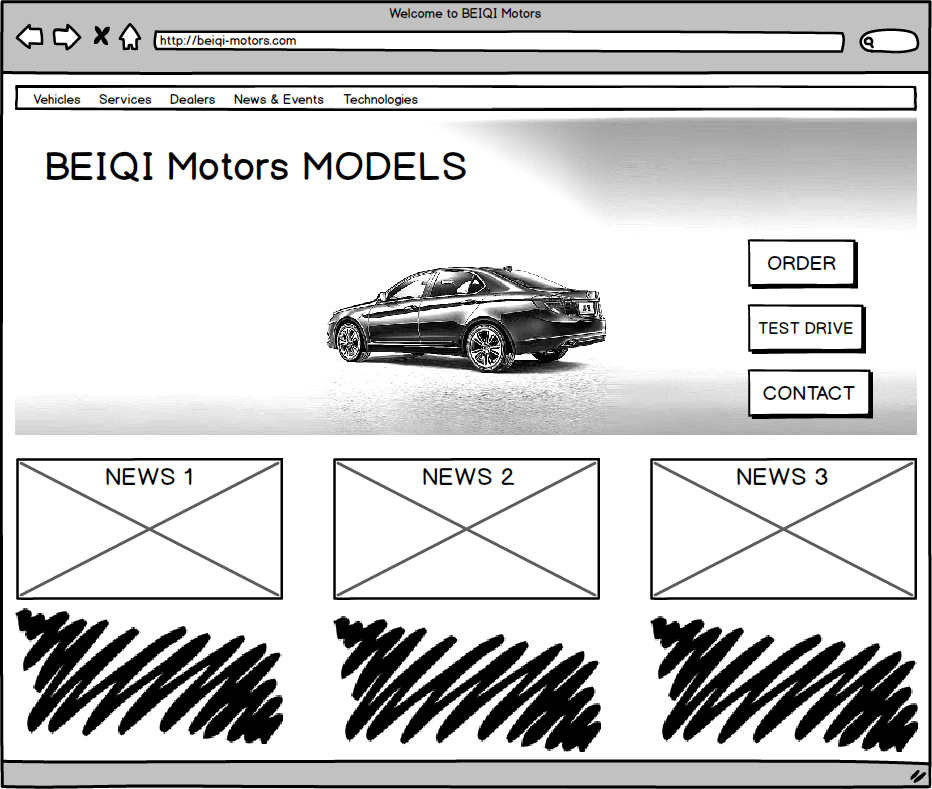 Welcome to BEIQI Motors
http://beiqi-motors.com
Vehicles Services Dealers News & Events Technologies
BEIQI Motors MODELS
ORDER
TEST DRIVE
CONTACT
NEWS 1 NEWS 2 NEWS 3